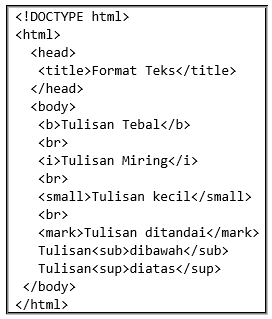 <!DOCTYPE html>
<html>
<head>
<title>Format Teks</title>
</head>
<body>
<b>Tulisan Tebal</b>
<br>
<i>Tulisan Miring</i>
<br>
<small>Tulisan kecil</small>
<br>
<mark>Tulisan ditandai</mark>
Tulisan<sub>dibawah</sub>
Tulisan<sup>diatas</sup>
</body>
</html>